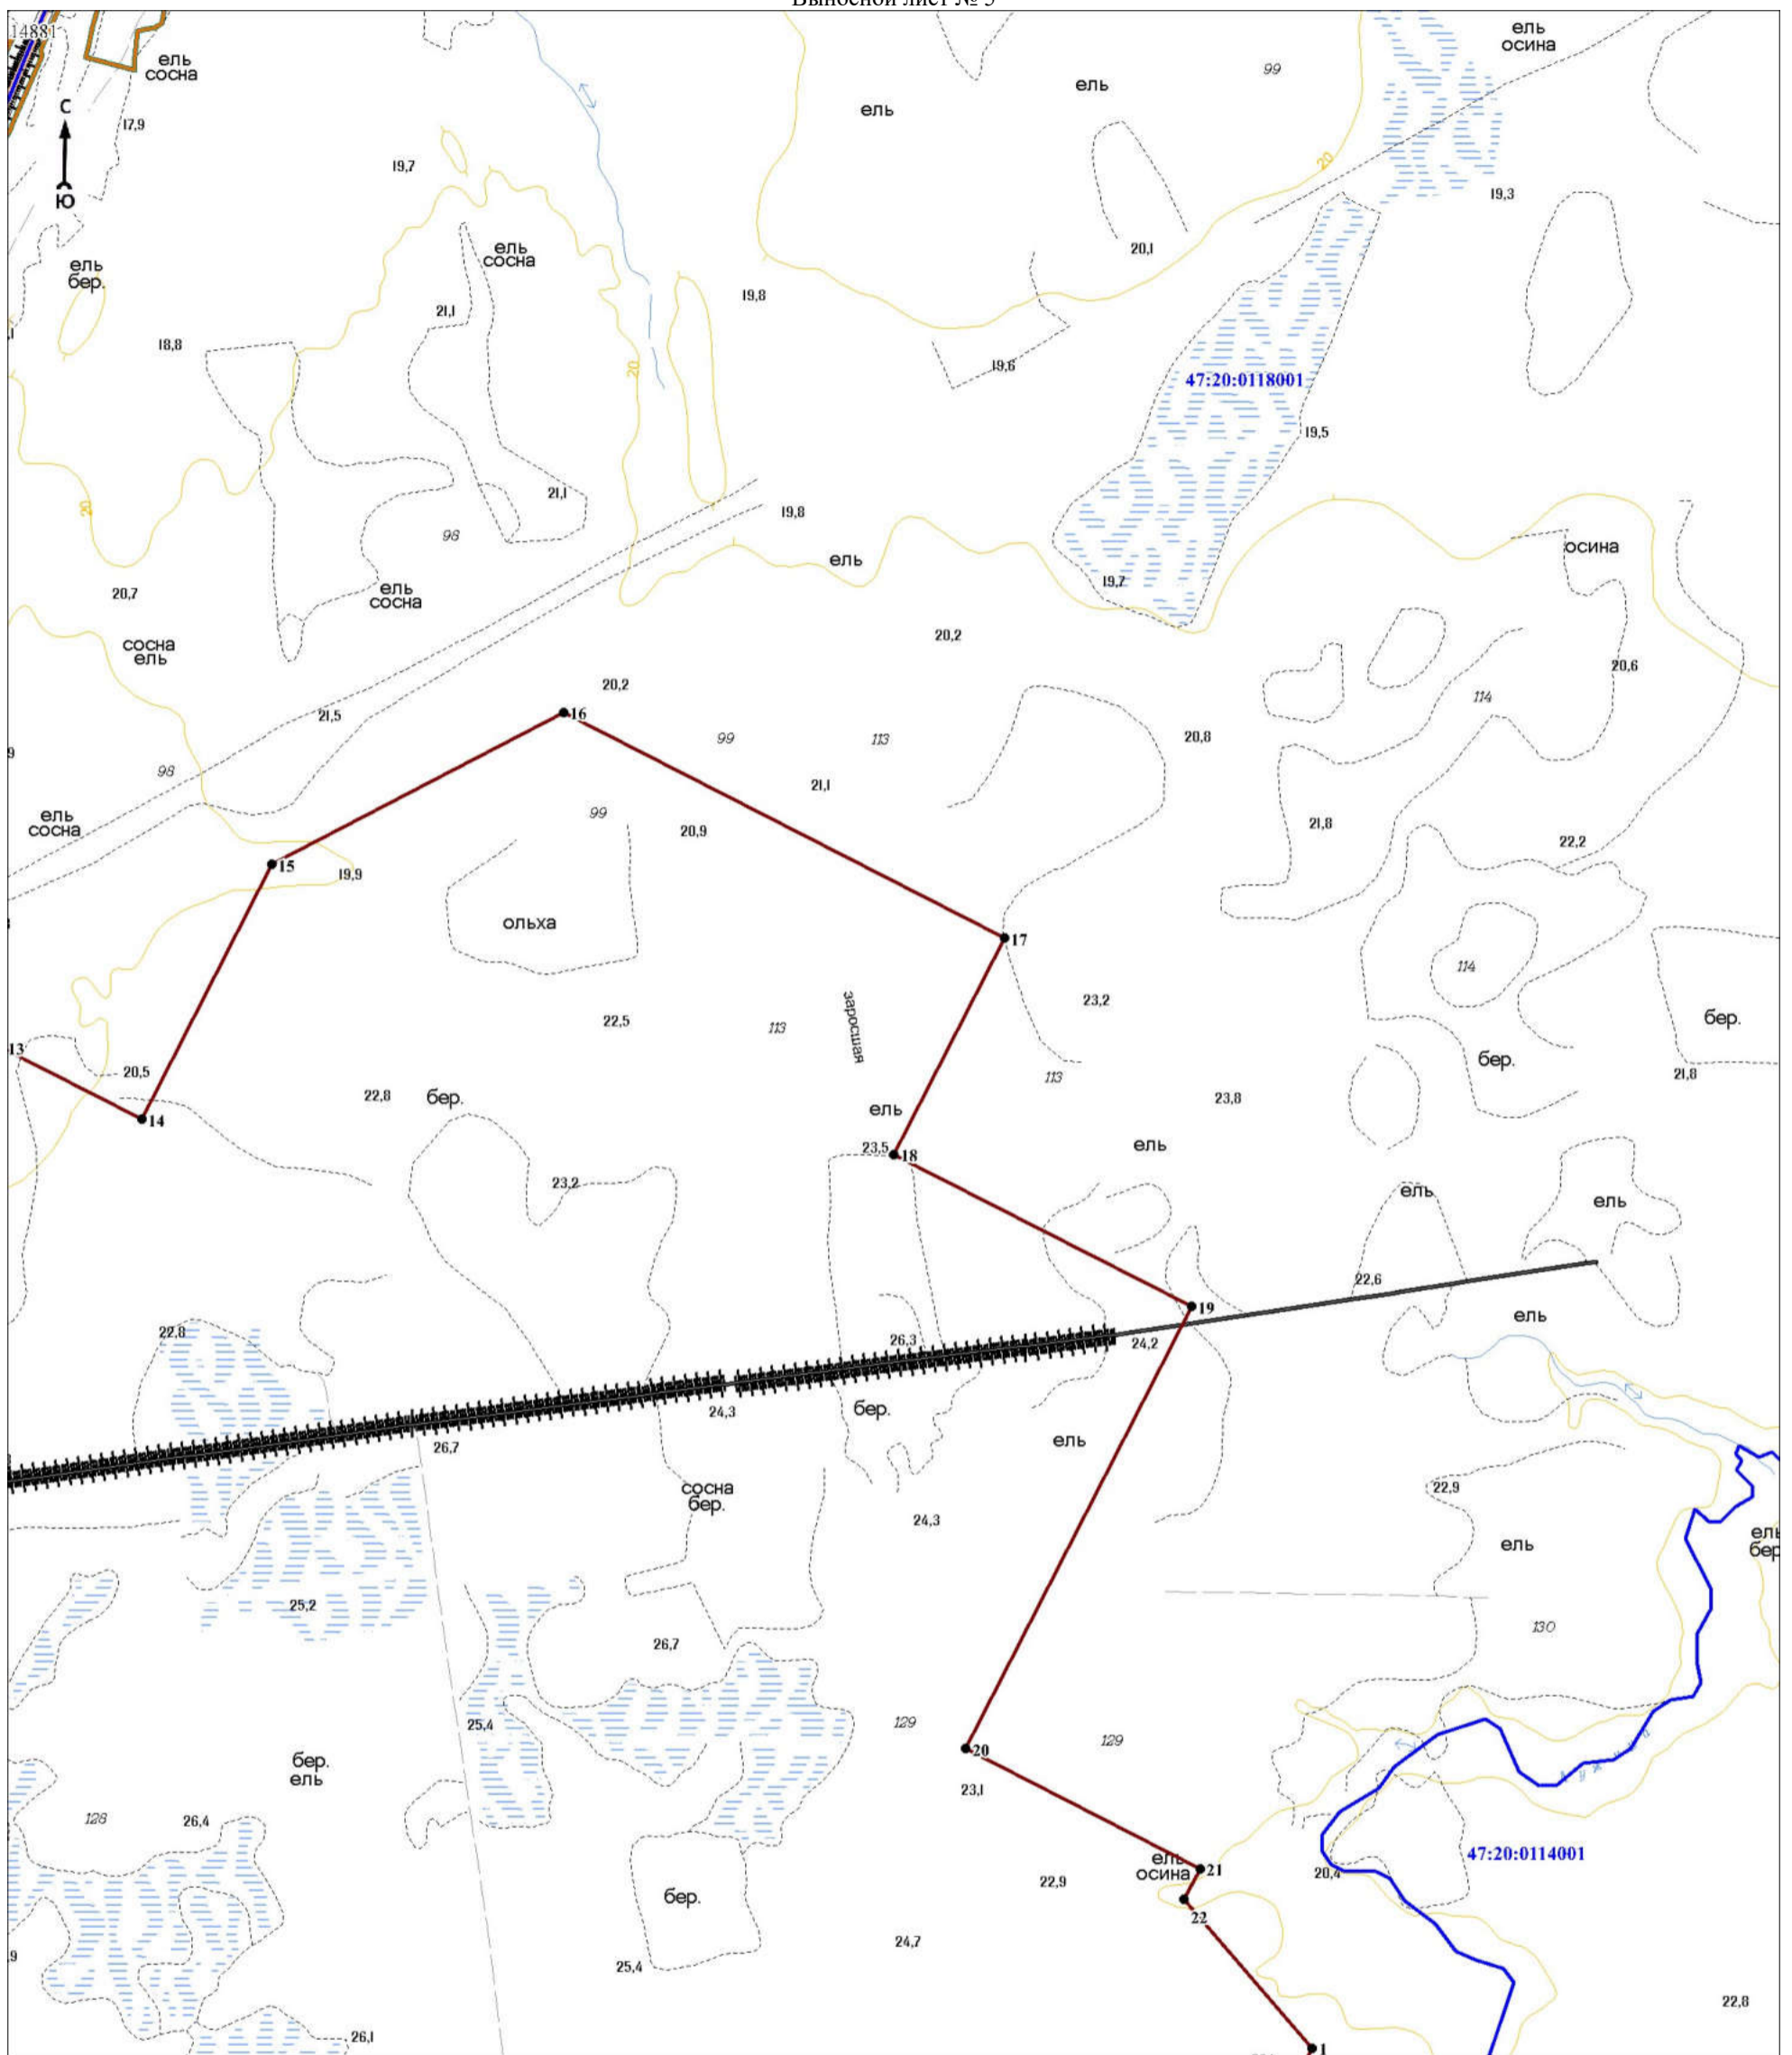 Выносной лист № 3
14881
ель
сосна
ель
осина
99
ель
ель
С
17,9
19,7
20
Ю
19,3
ель
сосна
20,1
ель
бер.
19,8
21,1
18,8
19,6
20
47:20:0118001
19,5
21,1
20
19,8
98
осина
ель
19,7
20,7
ель
сосна
20,2
сосна
ель
20,6
20,2
114
21,5
16
99
113
20,8
98
21,1
99
ель
сосна
20,9
21,8
22,2
15
19,9
ольха
17
114
23,2
22,5
113
заросшая
бер.
13
бер.
20,5
113
21,8
22,8
бер.
23,8
ель
14
ель
23,5
18
23,2
ель
ель
22,6
19
ель
22,8
26,3
24,2
бер.
24,3
ель
26,7
сосна
бер.
22,9
24,3
ель
ель
бер
25,2
130
26,7
25,4
129
129
20
бер.
ель
23,1
128
26,4
47:20:0114001
ель
осина
21
20,4
22,9
бер.
22
24,7
25,4
22,8
26,1
1